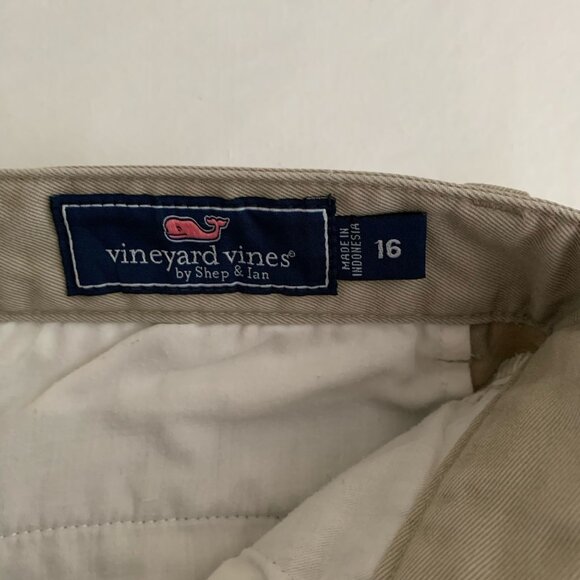 vineyard vines®
by Shep & Ian
MADE IN
INDONESIA
16